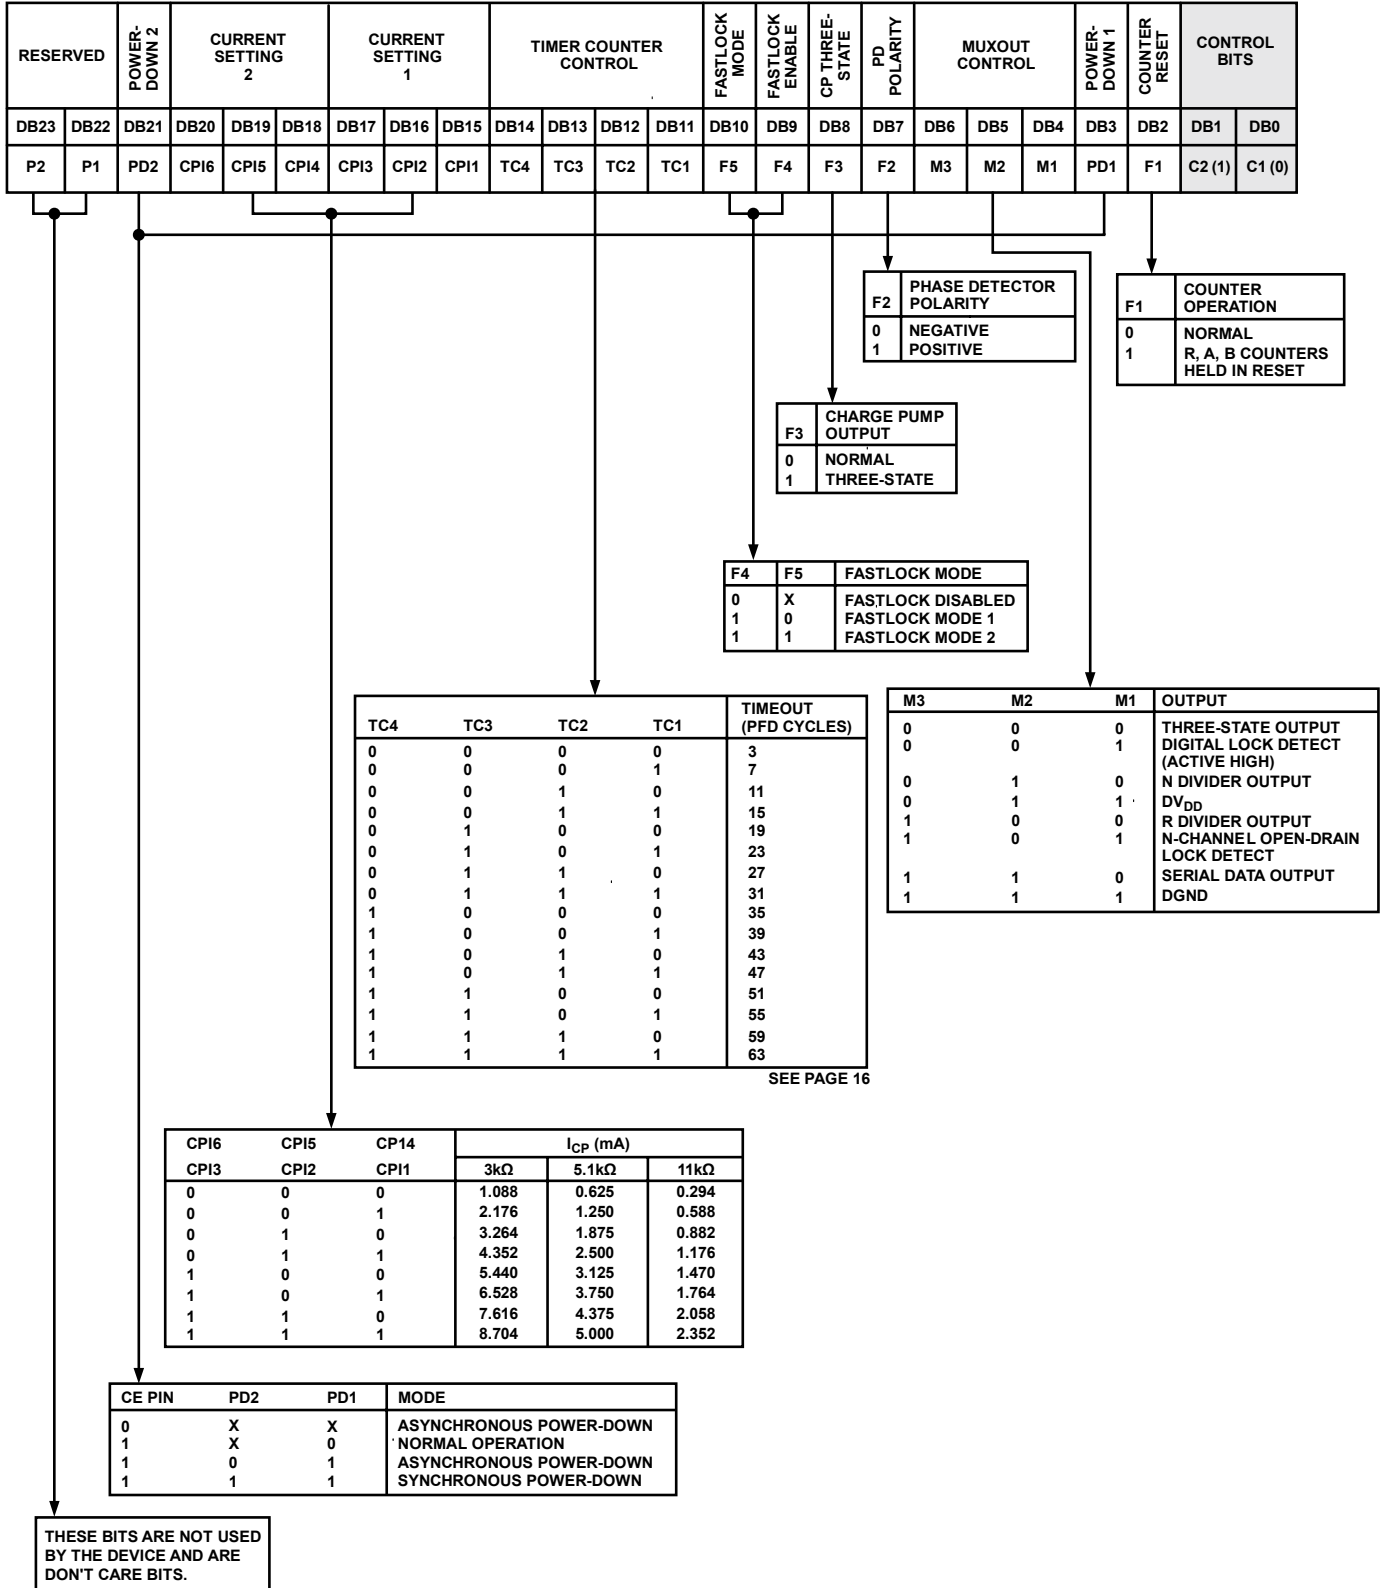 RESERVED
POWER-
DOWN 2
CURRENT
SETTING
2
CURRENT
SETTING
1
TIMER COUNTER
CONTROL
FASTLOCK
MODE
FASTLOCK
ENABLE
CP THREE-
STATE
PD
POLARITY
MUXOUT
CONTROL
POWER-
DOWN 1
COUNTER
RESET
CONTROL
BITS
DB23 DB22 DB21 DB20 DB19 DB18 DB17 DB16 DB15 DB14 DB13 DB12 DB11 DB10 DB9 DB8 DB7 DB6 DB5 DB4 DB3 DB2 DB1 DB0
P2 P1 PD2 CPI6 CPI5 CPI4 CPI3 CPI2 CPI1 TC4 TC3 TC2 TC1 F5 F4 F3 F2 M3 M2 M1 PD1 F1 C2 (1) C1 (0)
F2 PHASE DETECTOR
POLARITY
0 NEGATIVE
1 POSITIVE
F1 COUNTER
OPERATION
0 NORMAL
1 R, A, B COUNTERS
HELD IN RESET
F3 CHARGE PUMP
OUTPUT
0 NORMAL
1 THREE-STATE
F4 F5 FASTLOCK MODE
0 X FASTLOCK DISABLED
1 0 FASTLOCK MODE 1
1 1 FASTLOCK MODE 2
TC4 TC3 TC2 TC1 TIMEOUT
(PFD CYCLES)
0 0 0 0 3
0 0 0 1 7
0 0 1 0 11
0 0 1 1 15
0 1 0 0 19
0 1 0 1 23
0 1 1 0 27
0 1 1 1 31
1 0 0 0 35
1 0 0 1 39
1 0 1 0 43
1 0 1 1 47
1 1 0 0 51
1 1 0 1 55
1 1 1 0 59
1 1 1 1 63
SEE PAGE 16
M3 M2 M1 OUTPUT
0 0 0 THREE-STATE OUTPUT
0 0 1 DIGITAL LOCK DETECT
(ACTIVE HIGH)
0 1 0 N DIVIDER OUTPUT
0 1 1 DVDD
1 0 0 R DIVIDER OUTPUT
1 0 1 N-CHANNEL OPEN-DRAIN
LOCK DETECT
1 1 0 SERIAL DATA OUTPUT
1 1 1 DGND
CPI6 CPI5 CP14 ICP (mA)
CPI3 CPI2 CPI1 3kΩ 5.1kΩ 11kΩ
0 0 0 1.088 0.625 0.294
0 0 1 2.176 1.250 0.588
0 1 0 3.264 1.875 0.882
0 1 1 4.352 2.500 1.176
1 0 0 5.440 3.125 1.470
1 0 1 6.528 3.750 1.764
1 1 0 7.616 4.375 2.058
1 1 1 8.704 5.000 2.352
CE PIN PD2 PD1 MODE
0 X X ASYNCHRONOUS POWER-DOWN
1 X 0 NORMAL OPERATION
1 0 1 ASYNCHRONOUS POWER-DOWN
1 1 1 SYNCHRONOUS POWER-DOWN
THESE BITS ARE NOT USED
BY THE DEVICE AND ARE
DON'T CARE BITS.